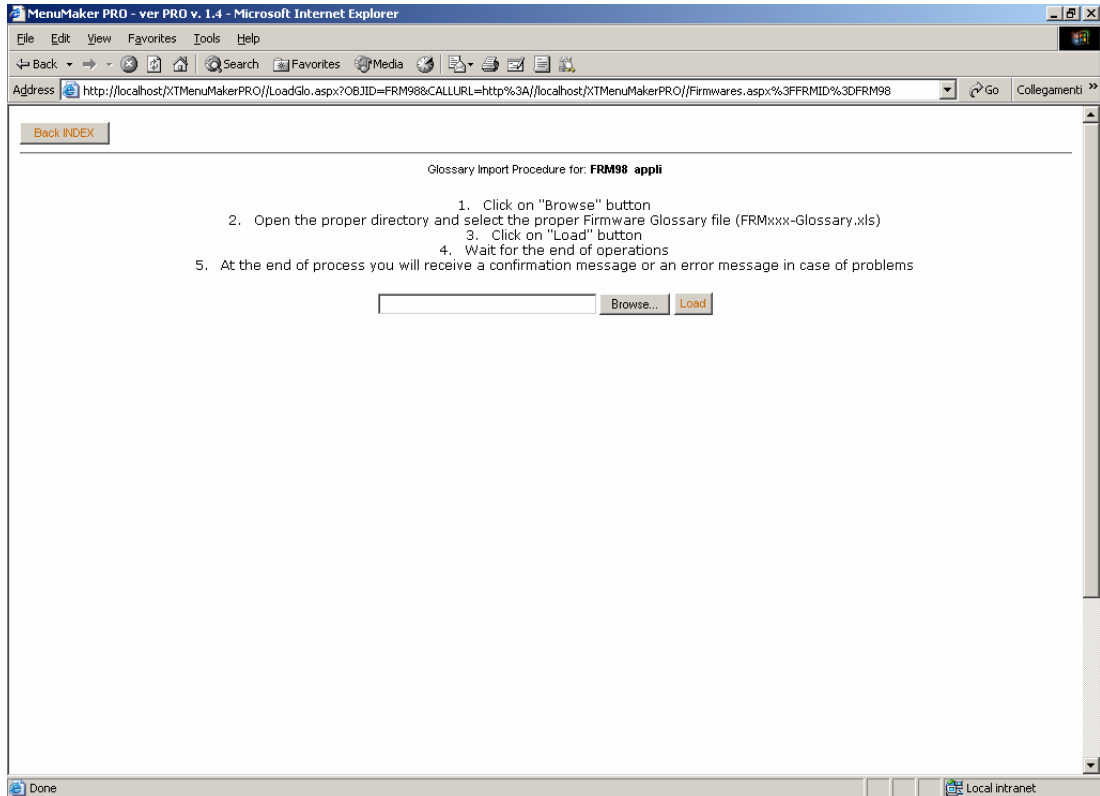 MenuMaker PRO - ver PRO v. 1.4 - Microsoft Internet Explorer
File Edit View Favorites Tools Help
Back Search Favorites Media
Address http://localhost/XTMenuMakerPRO//LoadGlo.aspx?OBJID=FRM98&CALLURL=http%3A//localhost/XTMenuMakerPRO//Firmwares.aspx%3FFRMID%3DFRM98 Go Collegamenti »
Back INDEX
Glossary Import Procedure for: FRM98 appli
1. Click on "Browse" button
2. Open the proper directory and select the proper Firmware Glossary file (FRMxxx-Glossary.xls)
3. Click on "Load" button
4. Wait for the end of operations
5. At the end of process you will receive a confirmation message or an error message in case of problems
Browse... Load
Done Local intranet